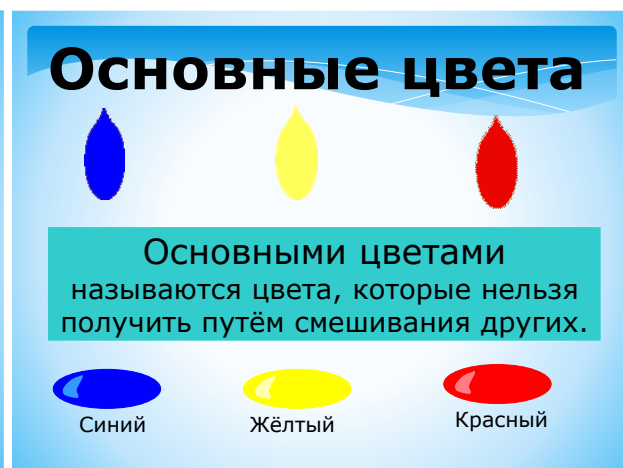 Основные цвета
Основными цветами
называются цвета, которые нельзя
получить путём смешивания других.
Синий
Жёлтый
Красный